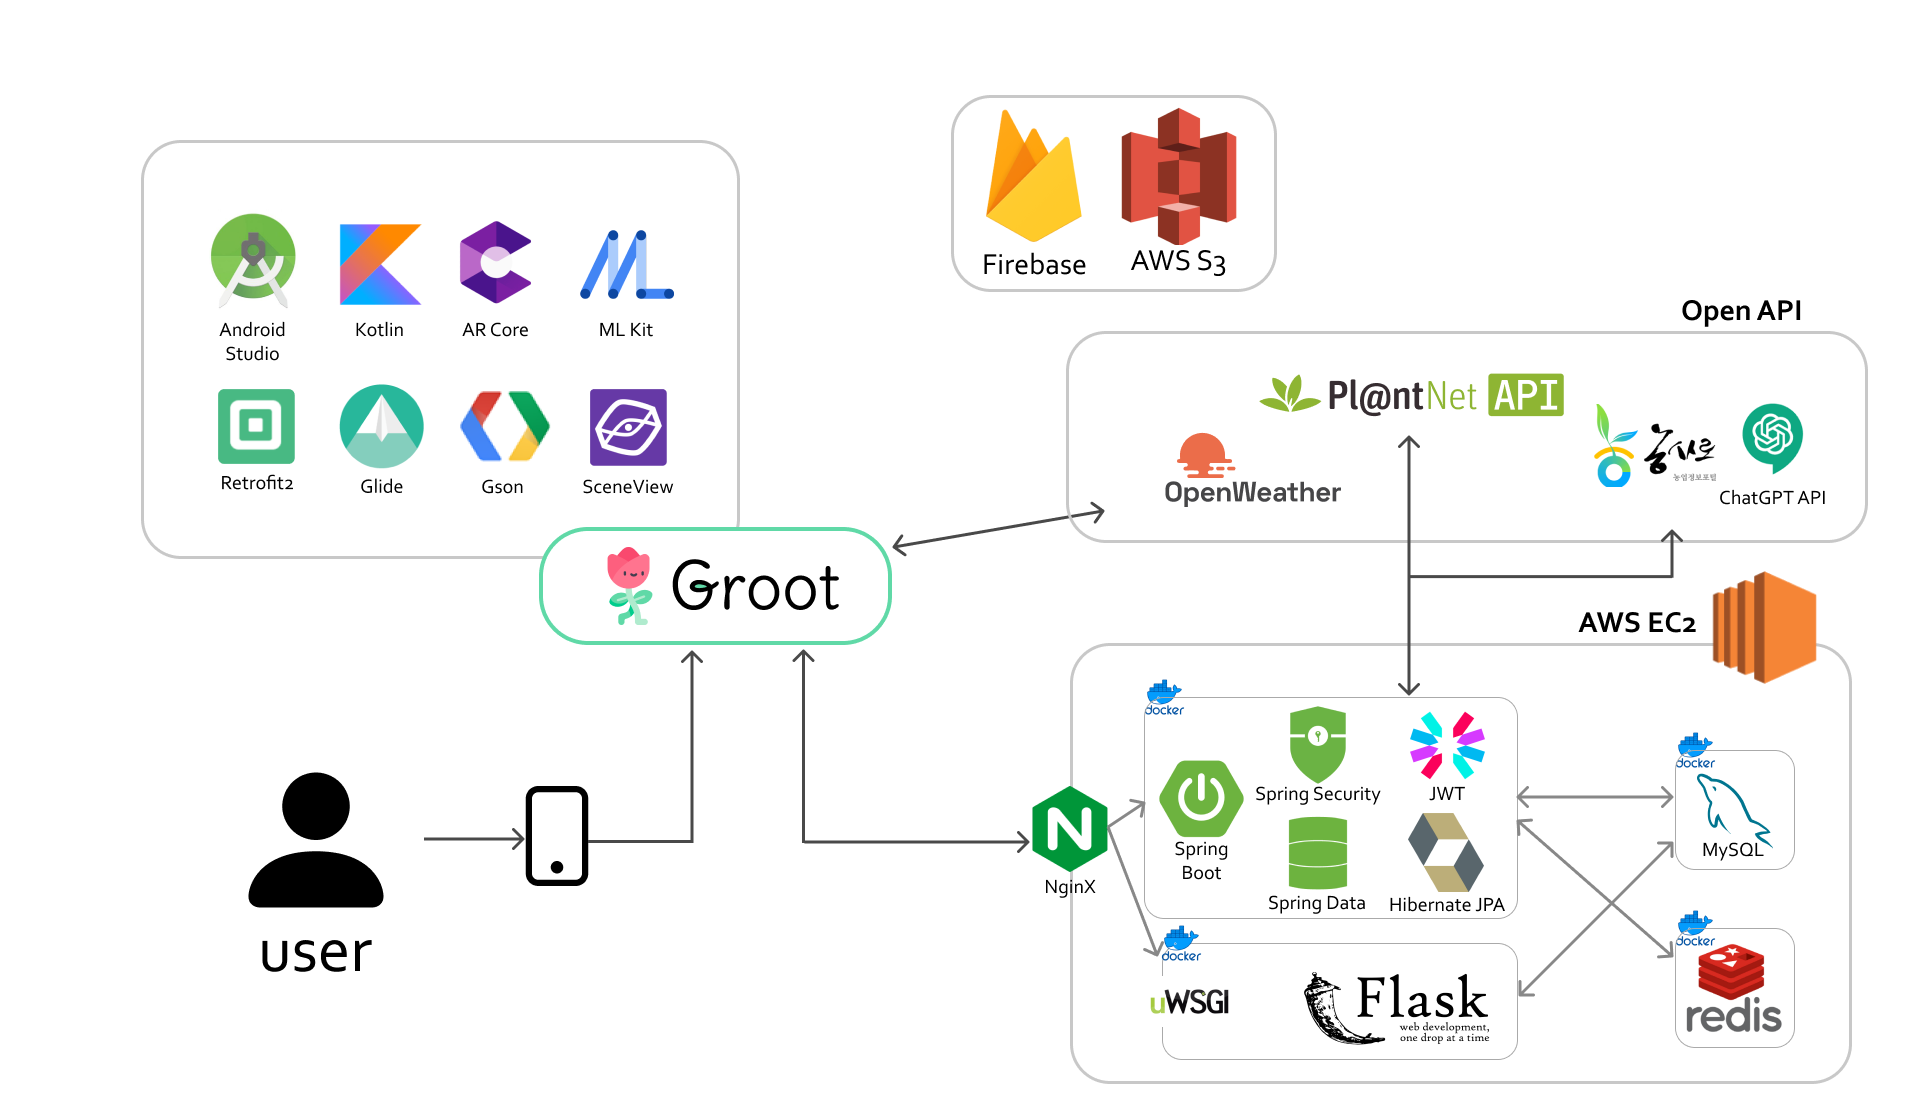 Firebase
AWS S3
Android
Studio
Kotlin
AR Core
ML Kit
Retrofit2
Glide
Gson
SceneView
Groot
Open API
Pl@ntNet API
OpenWeather
농사로
농업정보포털
ChatGPT API
AWS EC2
docker
Spring Security
JWT
Spring
Boot
Spring Data
Hibernate JPA
docker
MySQL
NginX
docker
uWSGI
Flask
web development,
one drop at a time
docker
redis
user